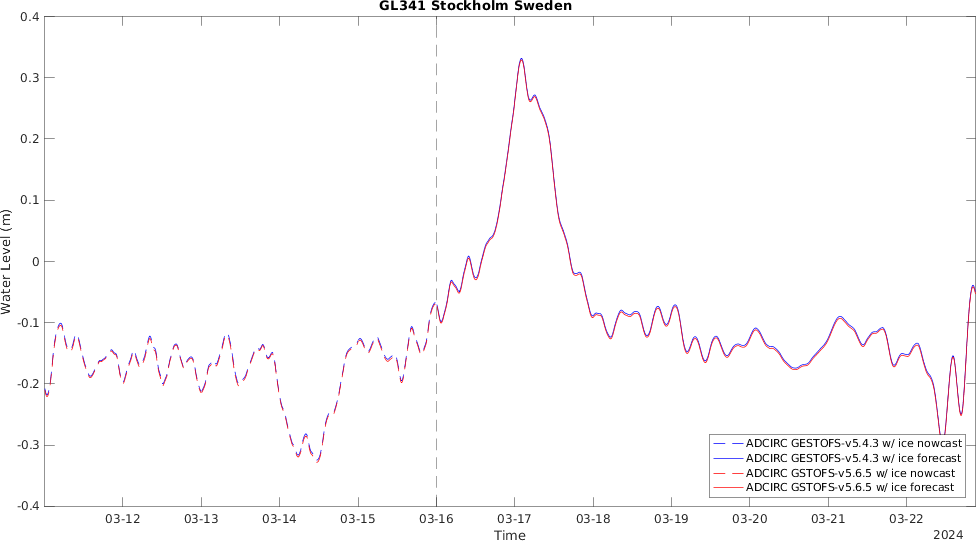 GL341 Stockholm Sweden
0.4
0.3
0.2
0.1
0
-0.1
-0.2
-0.3
-0.4
Water Level (m)
ADCIRC GESTOFS-v5.4.3 w/ ice nowcast
ADCIRC GESTOFS-v5.4.3 w/ ice forecast
ADCIRC GSTOFS-v5.6.5 w/ ice nowcast
ADCIRC GSTOFS-v5.6.5 w/ ice forecast
03-12 03-13 03-14 03-15 03-16 03-17 03-18 03-19 03-20 03-21 03-22
Time
2024